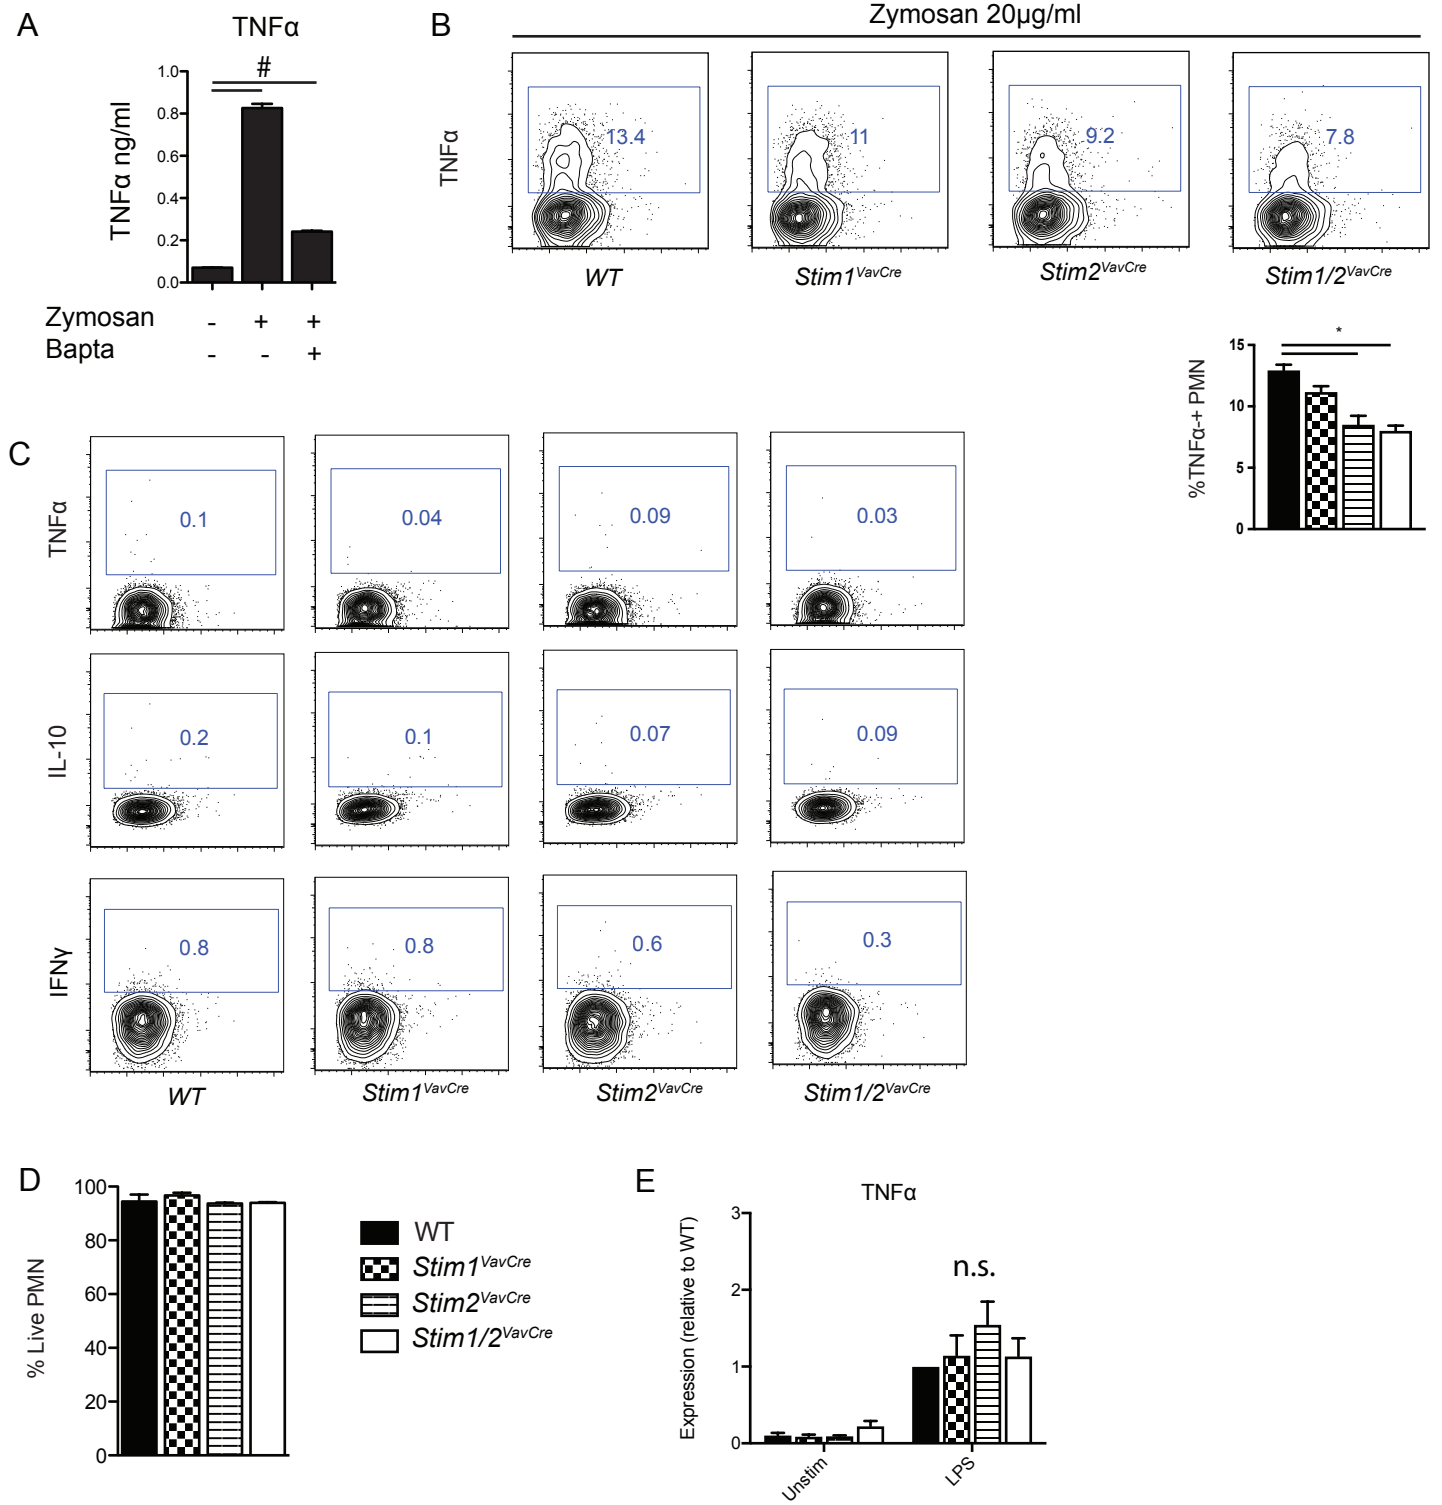 A
TNFα
#
TNFα ng/ml
1.0
0.8
0.6
0.4
0.2
0.0
Zymosan - + +
Bapta - - +
B
Zymosan 20µg/ml
TNFα
13.4
11
9.2
7.8
WT
Stim1VavCre
Stim2VavCre
Stim1/2VavCre
*
%TNFα-+ PMN
15
10
5
0
C
TNFα
0.1
0.04
0.09
0.03
IL-10
0.2
0.1
0.07
0.09
IFNγ
0.8
0.8
0.6
0.3
WT
Stim1VavCre
Stim2VavCre
Stim1/2VavCre
D
% Live PMN
100
80
60
40
20
0
WT
Stim1VavCre
Stim2VavCre
Stim1/2VavCre
E
TNFα
Expression (relative to WT)
3
2
1
0
n.s.
Unstim
LPS